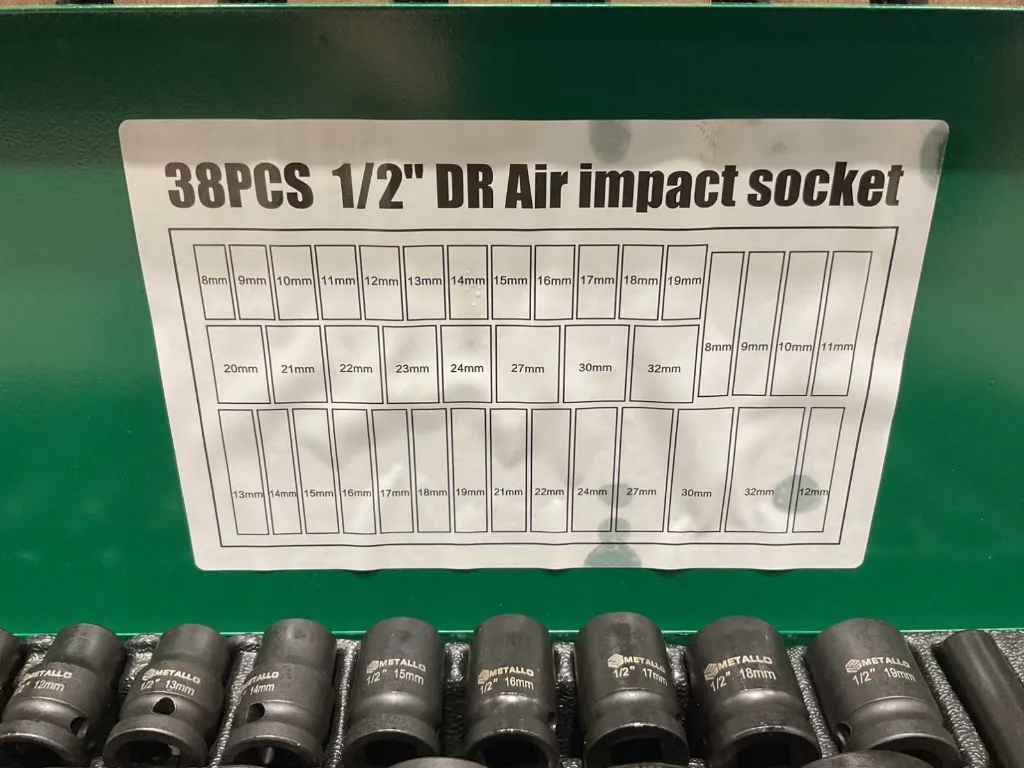 38PCS 1/2" DR Air impact socket
8mm 9mm 10mm 11mm 12mm 13mm 14mm 15mm 16mm 17mm 18mm 19mm
8mm 9mm 10mm 11mm
20mm 21mm 22mm 23mm 24mm 27mm 30mm 32mm
13mm 14mm 15mm 16mm 17mm 18mm 19mm 21mm 22mm 24mm 27mm 30mm 32mm 12mm
METALLO
12mm
METALLO
1/2" 13mm
METALLO
14mm
METALLO
1/2" 15mm
METALLO
1/2" 16mm
METALLO
1/2" 17mm
METALLO
1/2" 18mm
METALLO
1/2" 19mm